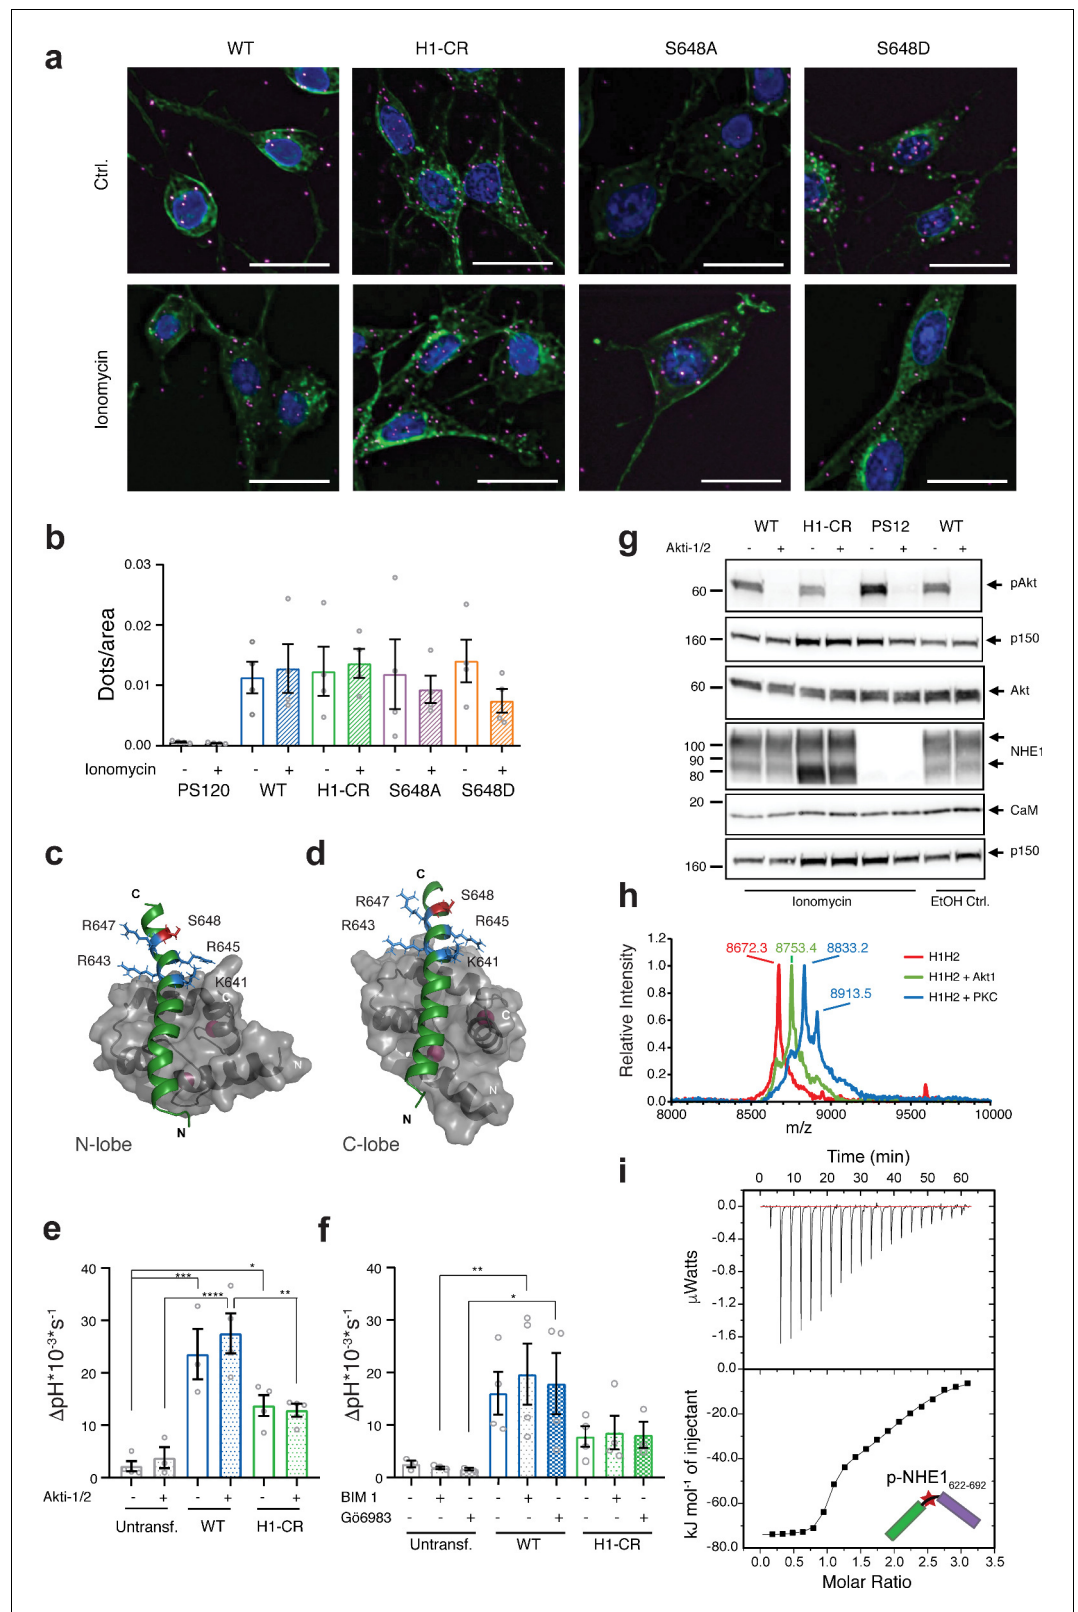 a
WT H1-CR S648A S648D
Ctrl.
Ionomycin
b
Dots/area
0.03
0.02
0.01
0.00
Ionomycin - + - + - + - + - +
PS120 WT H1-CR S648A S648D
g
WT H1-CR PS12 WT
Akti-1/2 - + - + - + - +
60 pAkt
160 p150
60 Akt
100
90
80
NHE1
20 CaM
160 p150
Ionomycin EtOH Ctrl.
c
C
R647 S648
R643 R645
K641
C
N
N
N-lobe
d
C
R647 S648
R643 R645
K641
C
N
N
C-lobe
h
Relative Intensity
1.2
1.0
0.8
0.6
0.4
0.2
0.0
8672.3 8753.4 8833.2
8913.5
H1H2
H1H2 + Akt1
H1H2 + PKC
8000 8500 9000 9500 10000
m/z
e
ΔpH*10-3*s-1
40
30
20
10
0
*
***
**** **
Akti-1/2 - + - + - +
Untransf. WT H1-CR
f
ΔpH*10-3*s-1
40
30
20
10
0
**
*
BIM 1 - + - - + - - + -
Gö6983 - - + - - + - - +
Untransf. WT H1-CR
i
Time (min)
0 10 20 30 40 50 60
μWatts
0.0
-0.4
-0.8
-1.2
-1.6
0.0
kJ mol-1 of injectant
-20.0
-40.0
-60.0
-80.0
p-NHE1622-692
0.0 0.5 1.0 1.5 2.0 2.5 3.0 3.5
Molar Ratio